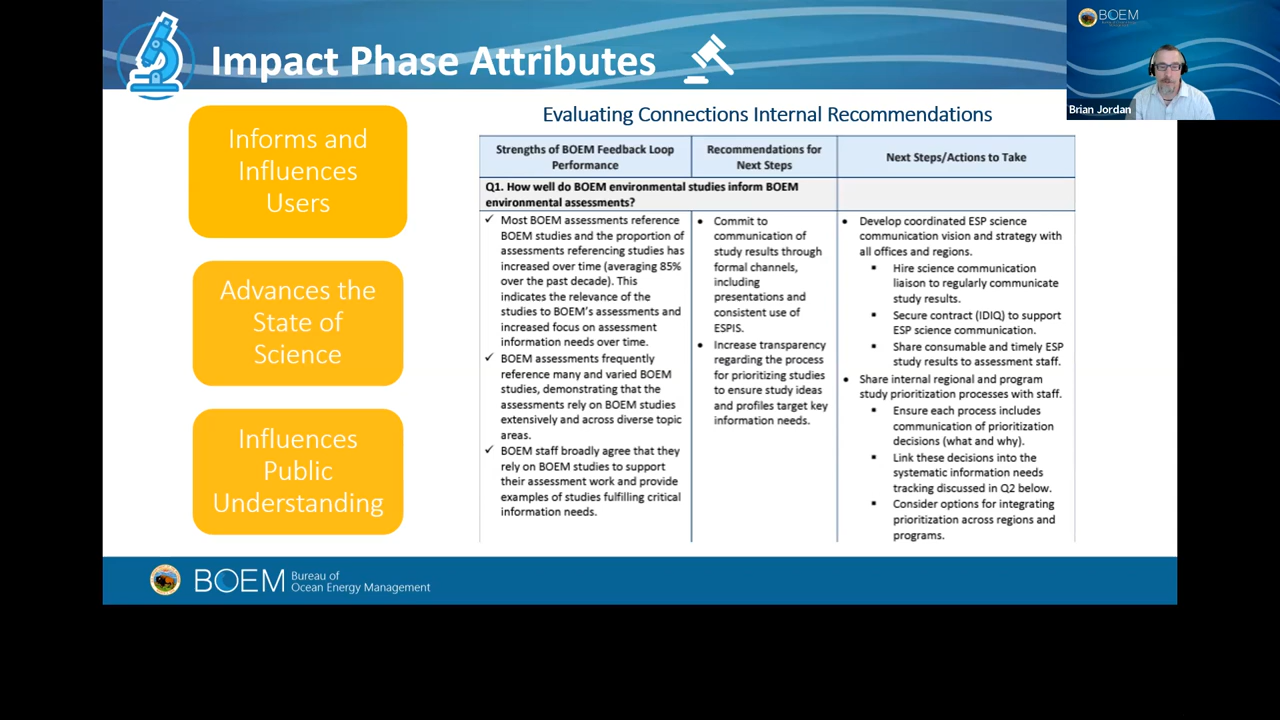 Impact Phase Attributes
BOEM
Brian Jordan
Informs and
Influences
Users
Advances the
State of
Science
Influences
Public
Understanding
Evaluating Connections Internal Recommendations
Strengths of BOEM Feedback Loop
Performance
Recommendations for
Next Steps
Next Steps/Actions to Take
Q1. How well do BOEM environmental studies inform BOEM
environmental assessments?
✓ Most BOEM assessments reference
BOEM studies and the proportion of
assessments referencing studies has
increased over time (averaging 85%
over the past decade). This
indicates the relevance of the
studies to BOEM's assessments and
increased focus on assessment
information needs over time.
✓ BOEM assessments frequently
reference many and varied BOEM
studies, demonstrating that the
assessments rely on BOEM studies
extensively and across diverse topic
areas.
✓ BOEM staff broadly agree that they
rely on BOEM studies to support
their assessment work and provide
examples of studies fulfilling critical
information needs.
• Commit to
communication of
study results through
formal channels,
including
presentations and
consistent use of
ESPIS.
• Increase transparency
regarding the process
for prioritizing studies
to ensure study ideas
and profiles target key
information needs.
• Develop coordinated ESP science
communication vision and strategy with
all offices and regions.
▪ Hire science communication
liaison to regularly communicate
study results.
▪ Secure contract (IDIQ) to support
ESP science communication.
▪ Share consumable and timely ESP
study results to assessment staff.
• Share internal regional and program
study prioritization processes with staff.
▪ Ensure each process includes
communication of prioritization
decisions (what and why).
▪ Link these decisions into the
systematic information needs
tracking discussed in Q2 below.
▪ Consider options for integrating
prioritization across regions and
programs.
BOEM
Bureau of
Ocean Energy Management